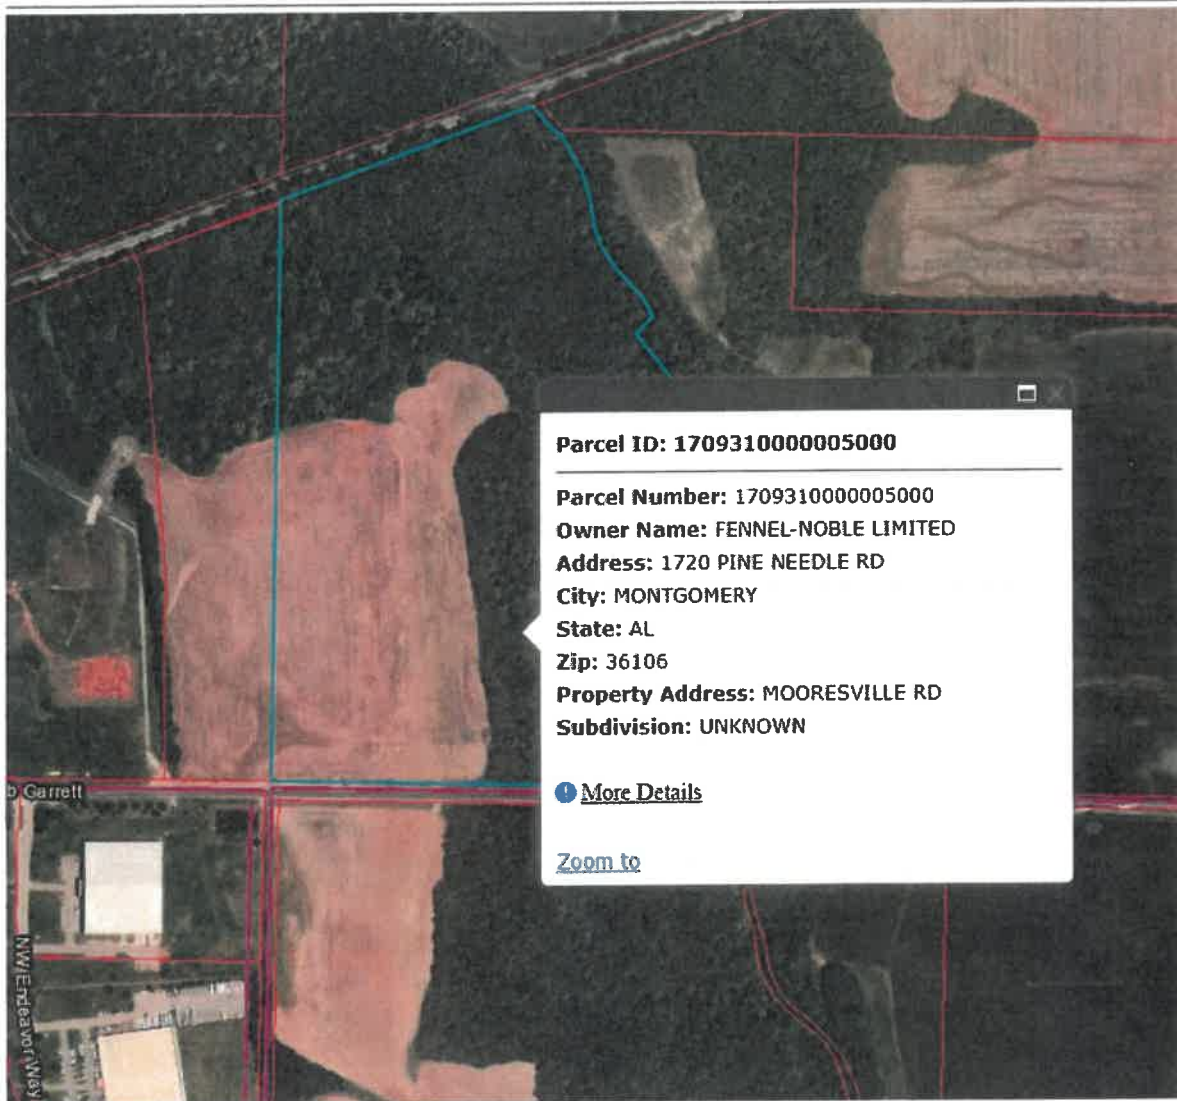 Parcel ID: 1709310000005000
Parcel Number: 1709310000005000
Owner Name: FENNEL-NOBLE LIMITED
Address: 1720 PINE NEEDLE RD
City: MONTGOMERY
State: AL
Zip: 36106
Property Address: MOORESVILLE RD
Subdivision: UNKNOWN
More Details
Zoom to
b Garrett
NW Endeavor Way